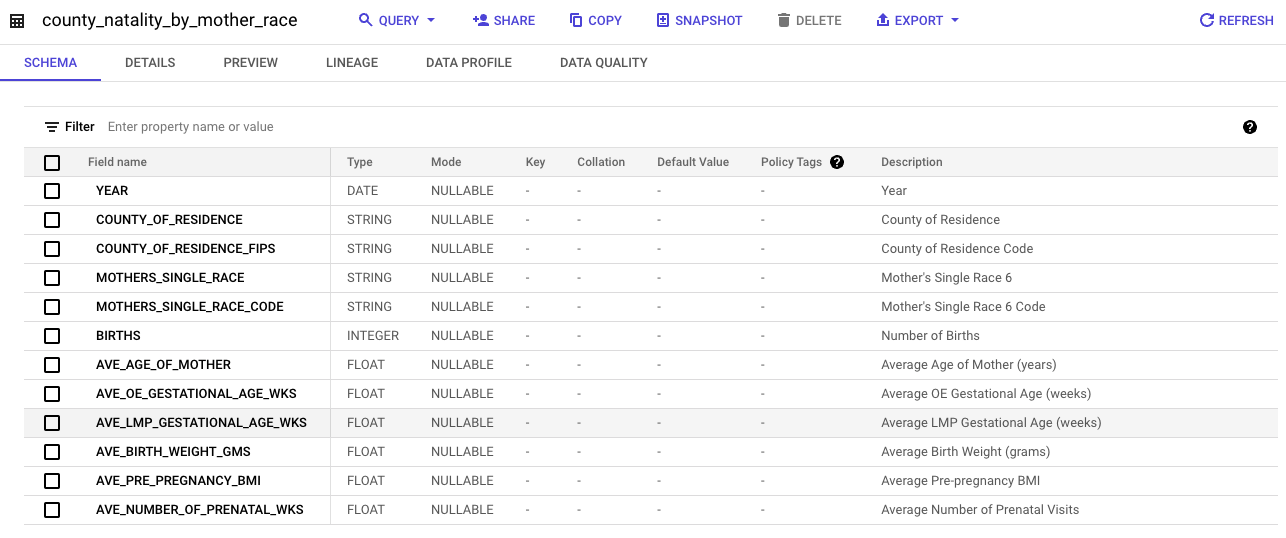 county_natality_by_mother_race QUERY SHARE COPY SNAPSHOT DELETE EXPORT REFRESH
SCHEMA DETAILS PREVIEW LINEAGE DATA PROFILE DATA QUALITY
Filter Enter property name or value ?
Field name Type Mode Key Collation Default Value Policy Tags ? Description
YEAR DATE NULLABLE - - - - Year
COUNTY_OF_RESIDENCE STRING NULLABLE - - - - County of Residence
COUNTY_OF_RESIDENCE_FIPS STRING NULLABLE - - - - County of Residence Code
MOTHERS_SINGLE_RACE STRING NULLABLE - - - - Mother's Single Race 6
MOTHERS_SINGLE_RACE_CODE STRING NULLABLE - - - - Mother's Single Race 6 Code
BIRTHS INTEGER NULLABLE - - - - Number of Births
AVE_AGE_OF_MOTHER FLOAT NULLABLE - - - - Average Age of Mother (years)
AVE_OE_GESTATIONAL_AGE_WKS FLOAT NULLABLE - - - - Average OE Gestational Age (weeks)
AVE_LMP_GESTATIONAL_AGE_WKS FLOAT NULLABLE - - - - Average LMP Gestational Age (weeks)
AVE_BIRTH_WEIGHT_GMS FLOAT NULLABLE - - - - Average Birth Weight (grams)
AVE_PRE_PREGNANCY_BMI FLOAT NULLABLE - - - - Average Pre-pregnancy BMI
AVE_NUMBER_OF_PRENATAL_WKS FLOAT NULLABLE - - - - Average Number of Prenatal Visits